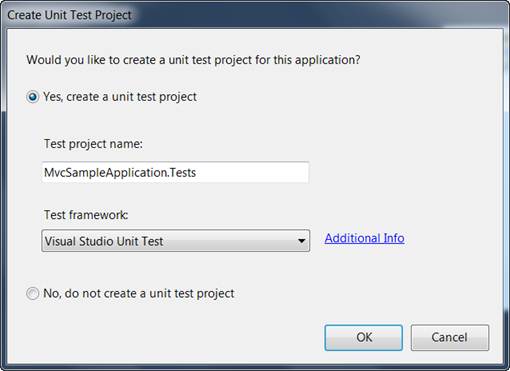 Create Unit Test Project
Would you like to create a unit test project for this application?
Yes, create a unit test project
Test project name:
MvcSampleApplication.Tests
Test framework:
Visual Studio Unit Test
Additional Info
No, do not create a unit test project
OK
Cancel